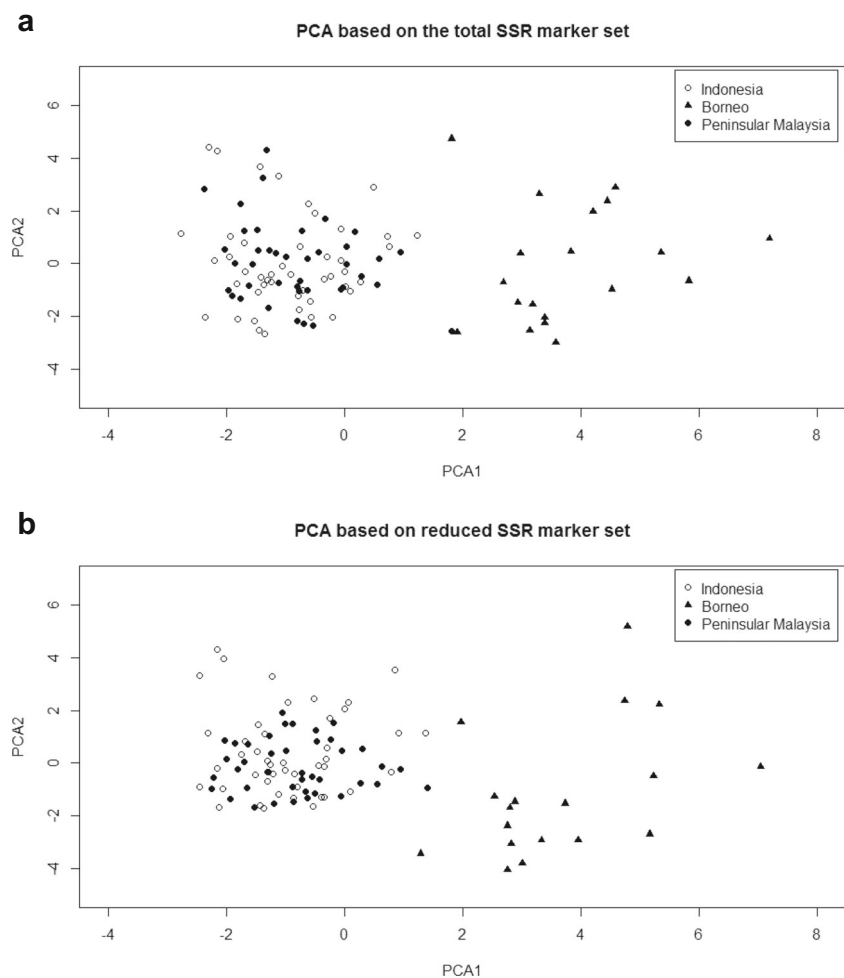 a
PCA based on the total SSR marker set
Indonesia
Borneo
Peninsular Malaysia
6
4
2
0
-2
-4
PCA2
-4 -2 0 2 4 6 8
PCA1
b
PCA based on reduced SSR marker set
Indonesia
Borneo
Peninsular Malaysia
6
4
2
0
-2
-4
PCA2
-4 -2 0 2 4 6 8
PCA1